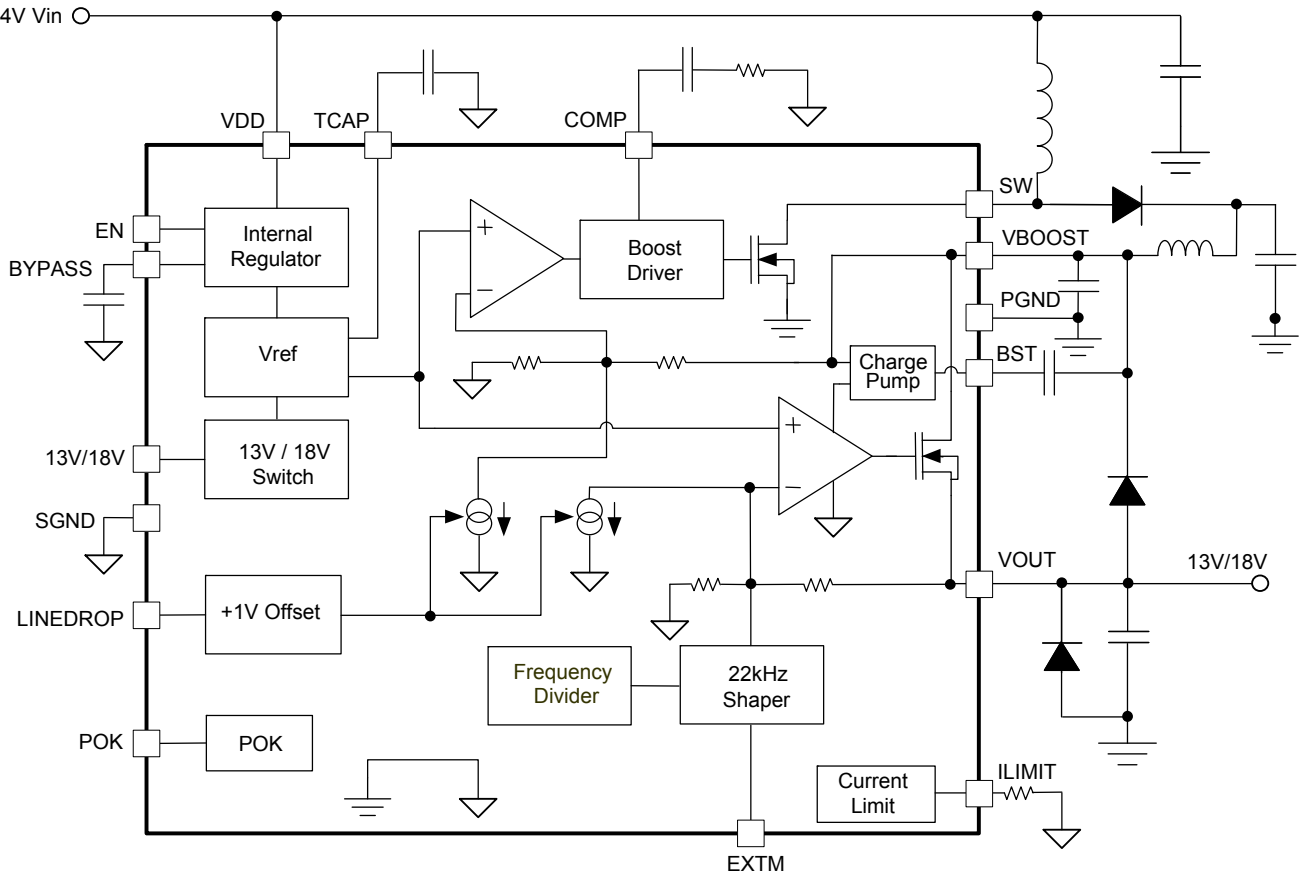 4V Vin
VDD
TCAP
COMP
SW
EN
Internal
Regulator
+
−
Boost
Driver
VBOOST
BYPASS
PGND
Vref
Charge
Pump
BST
13V/18V
13V / 18V
Switch
+
−
SGND
VOUT
13V/18V
LINEDROP
+1V Offset
Frequency
Divider
22kHz
Shaper
POK
POK
Current
Limit
ILIMIT
EXTM